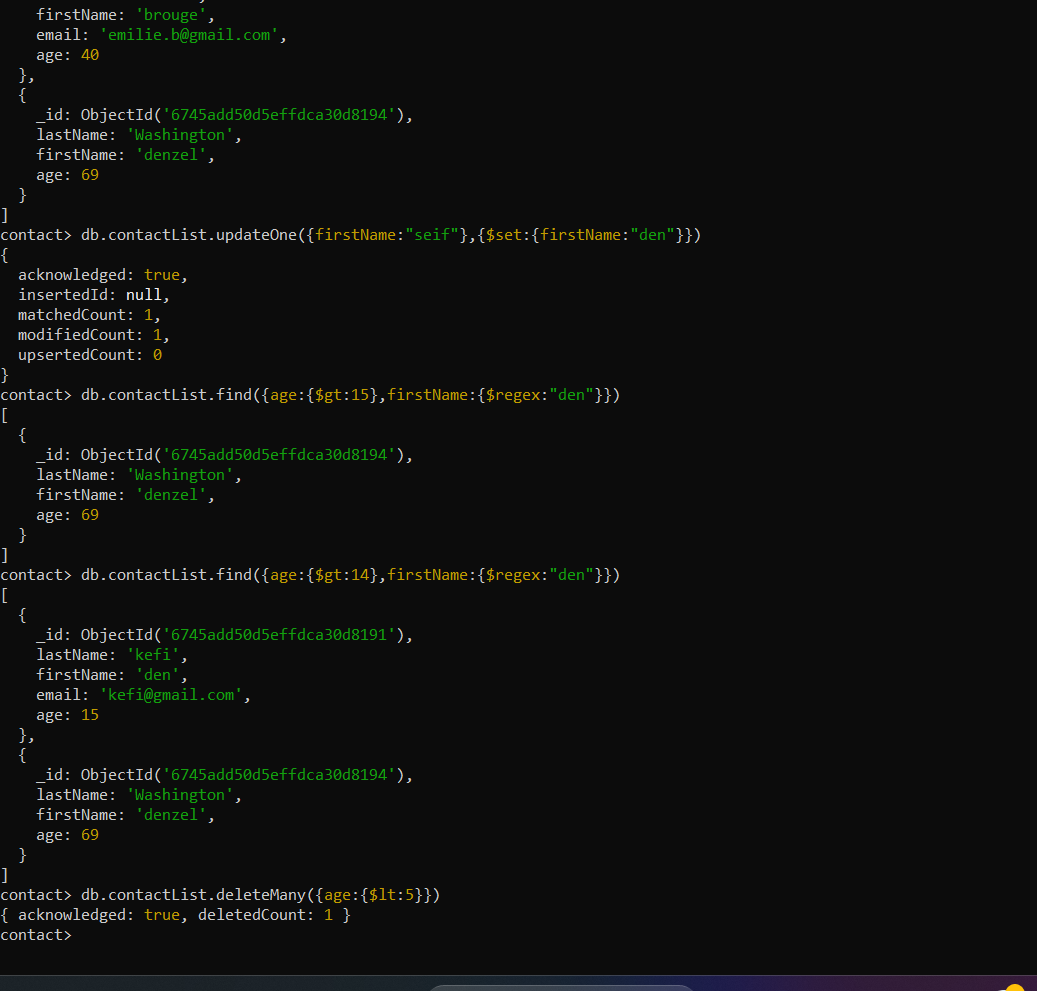 firstName: 'brouge',
    email: 'emilie.b@gmail.com',
    age: 40
  },
  {
    _id: ObjectId('6745add50d5effdca30d8194'),
    lastName: 'Washington',
    firstName: 'denzel',
    age: 69
  }
]
contact> db.contactList.updateOne({firstName:"seif"},{$set:{firstName:"den"}})
{
  acknowledged: true,
  insertedId: null,
  matchedCount: 1,
  modifiedCount: 1,
  upsertedCount: 0
}
contact> db.contactList.find({age:{$gt:15},firstName:{$regex:"den"}})
[
  {
    _id: ObjectId('6745add50d5effdca30d8194'),
    lastName: 'Washington',
    firstName: 'denzel',
    age: 69
  }
]
contact> db.contactList.find({age:{$gt:14},firstName:{$regex:"den"}})
[
  {
    _id: ObjectId('6745add50d5effdca30d8191'),
    lastName: 'kefi',
    firstName: 'den',
    email: 'kefi@gmail.com',
    age: 15
  },
  {
    _id: ObjectId('6745add50d5effdca30d8194'),
    lastName: 'Washington',
    firstName: 'denzel',
    age: 69
  }
]
contact> db.contactList.deleteMany({age:{$lt:5}})
{ acknowledged: true, deletedCount: 1 }
contact>